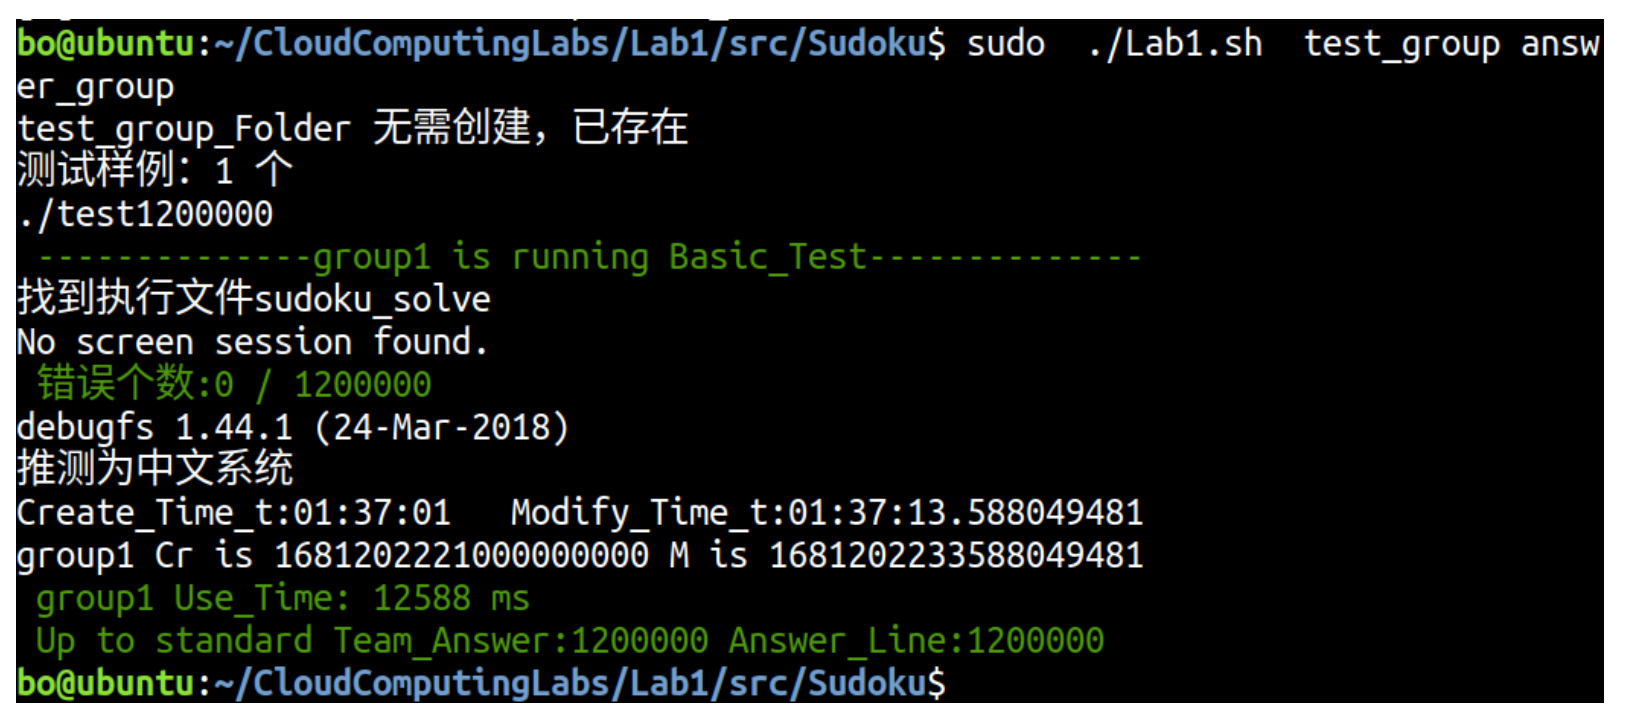 bo@ubuntu:~/CloudComputingLabs/Lab1/src/Sudoku$ sudo  ./Lab1.sh  test_group answ
er_group
test_group_Folder 无需创建，已存在
测试样例：1 个
./test1200000
--------------group1 is running Basic_Test--------------
找到执行文件sudoku_solve
No screen session found.
错误个数:0 / 1200000
debugfs 1.44.1 (24-Mar-2018)
推测为中文系统
Create_Time_t:01:37:01   Modify_Time_t:01:37:13.588049481
group1 Cr is 1681202221000000000 M is 1681202233588049481
group1 Use_Time: 12588 ms
Up to standard Team_Answer:1200000 Answer_Line:1200000
bo@ubuntu:~/CloudComputingLabs/Lab1/src/Sudoku$